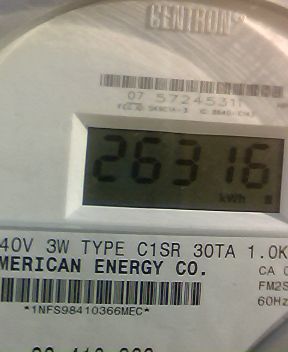 CENTRON®
07 57245311
26316
kWh
40V 3W TYPE C1SR 30TA 1.0K
MERICAN ENERGY CO.
CA 0
FM2S
60Hz
*1NFS98410366MEC*